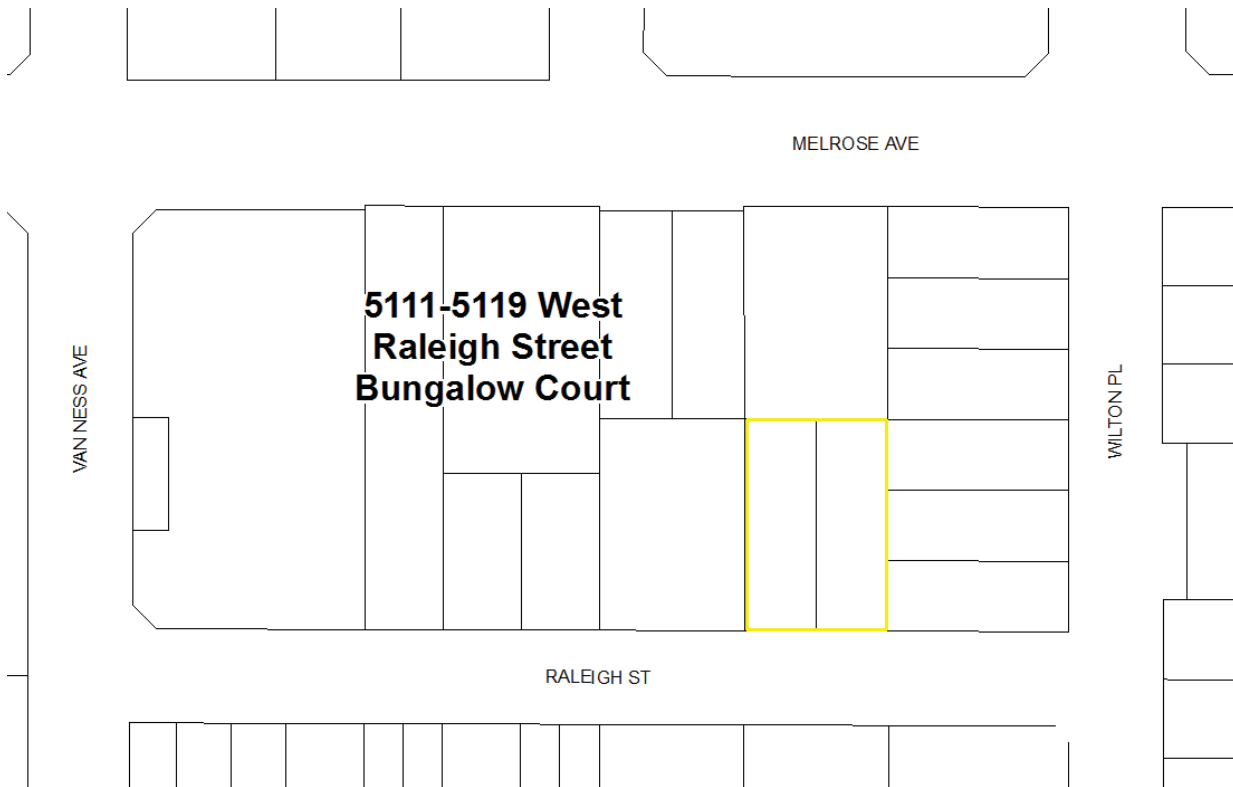 MELROSE AVE
5111-5119 West
Raleigh Street
Bungalow Court
VAN NESS AVE
WILTON PL
RALEIGH ST